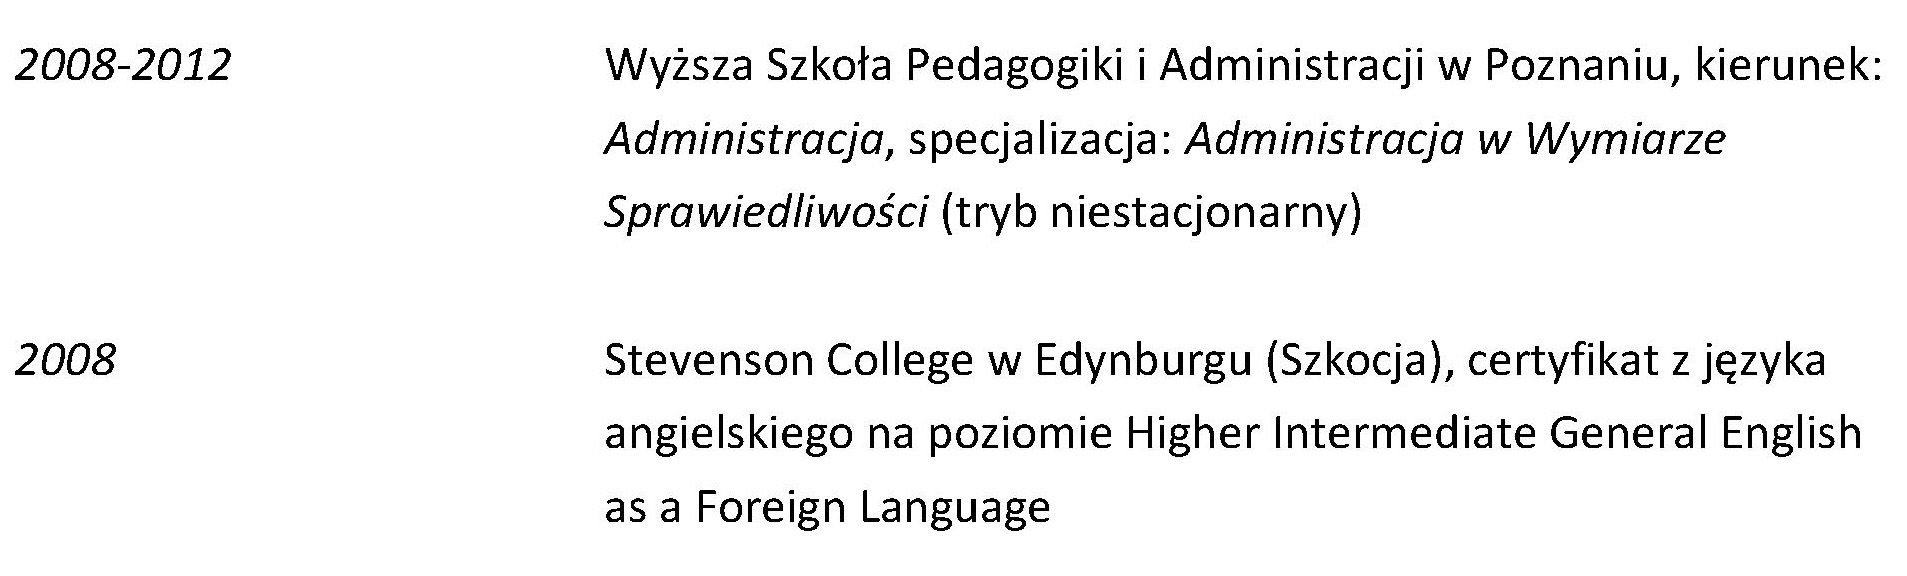 2008-2012 Wyższa Szkoła Pedagogiki i Administracji w Poznaniu, kierunek:
Administracja, specjalizacja: Administracja w Wymiarze
Sprawiedliwości (tryb niestacjonarny)
2008 Stevenson College w Edynburgu (Szkocja), certyfikat z języka
angielskiego na poziomie Higher Intermediate General English
as a Foreign Language